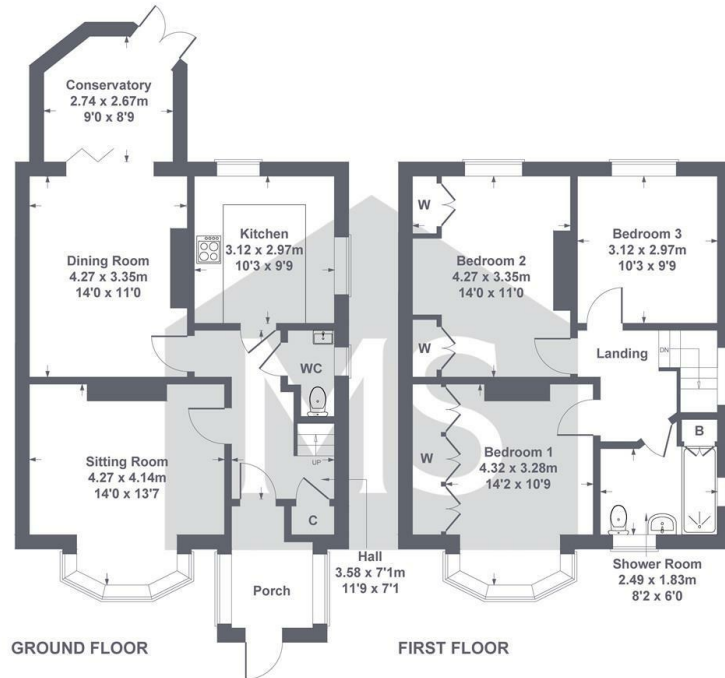 Conservatory
2.74 x 2.67m
9'0 x 8'9
Kitchen
3.12 x 2.97m
10'3 x 9'9
Dining Room
4.27 x 3.35m
14'0 x 11'0
WC
Sitting Room
4.27 x 4.14m
14'0 x 13'7
UP
C
Hall
3.58 x 7'1m
11'9 x 7'1
Porch
GROUND FLOOR
W
Bedroom 2
4.27 x 3.35m
14'0 x 11'0
Bedroom 3
3.12 x 2.97m
10'3 x 9'9
W
Landing
DN
B
W
Bedroom 1
4.32 x 3.28m
14'2 x 10'9
Shower Room
2.49 x 1.83m
8'2 x 6'0
FIRST FLOOR
MS